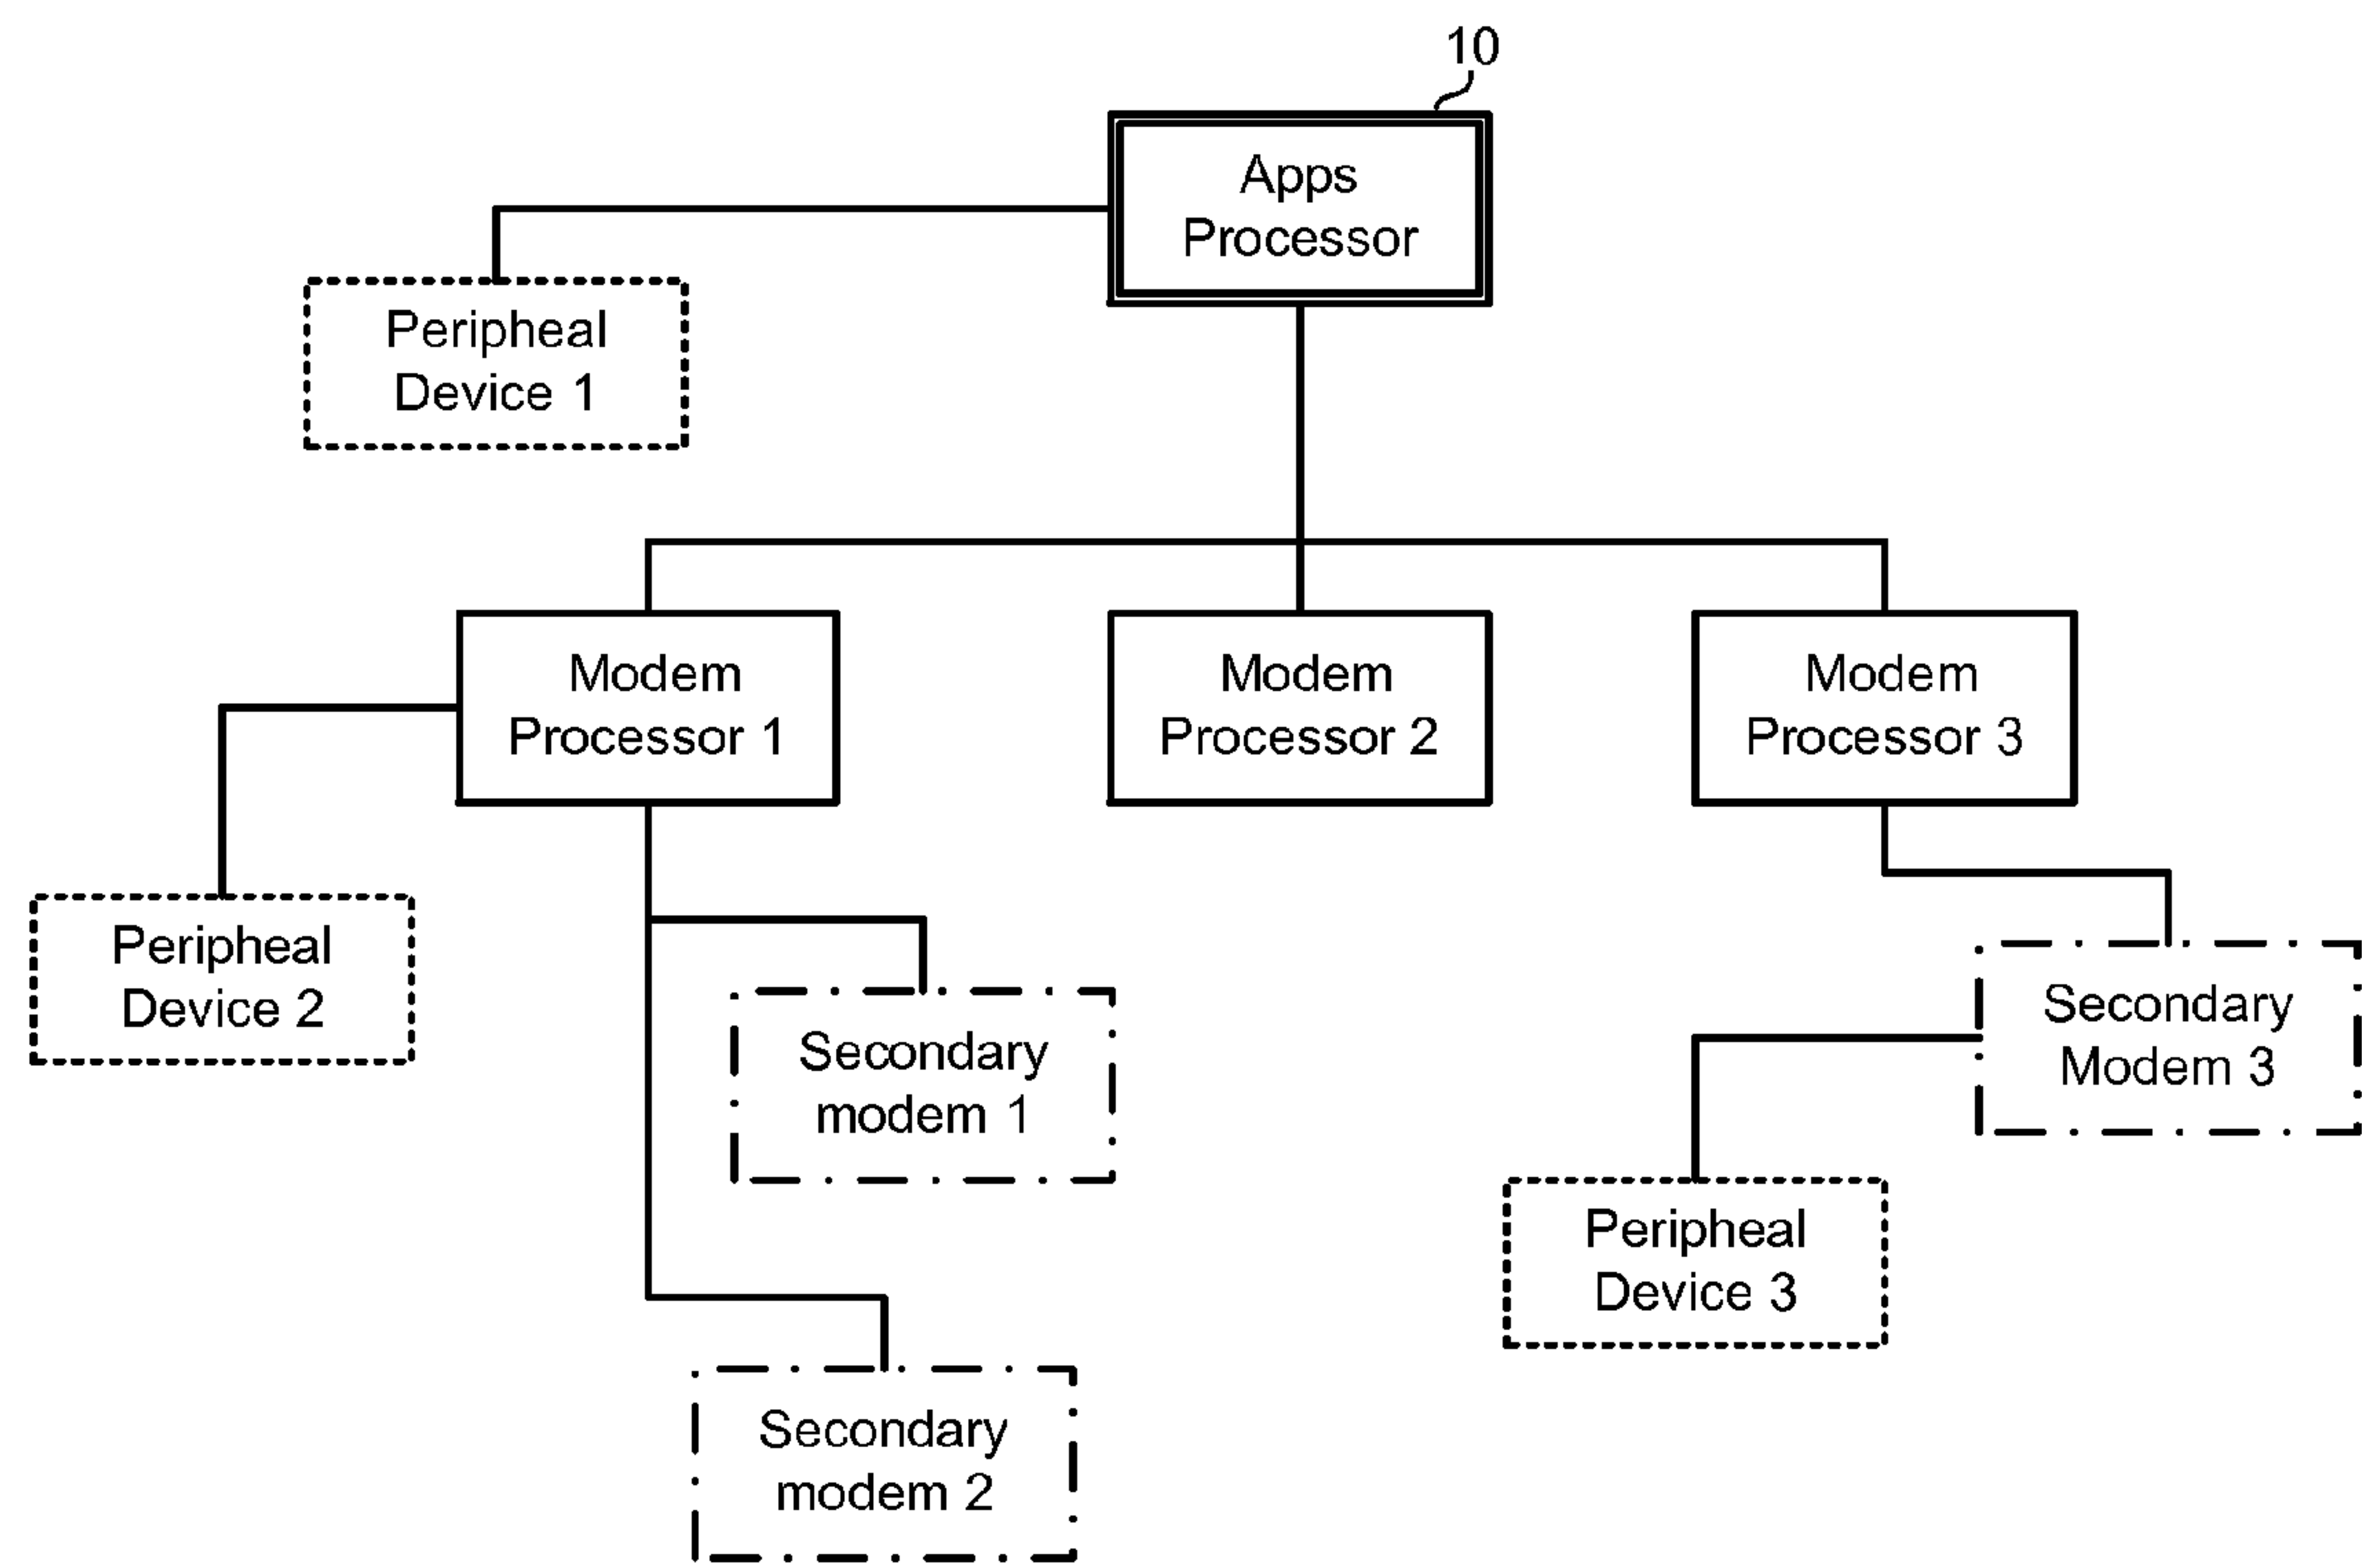 10
Apps
Processor
Peripheal
Device 1
Modem
Processor 1
Modem
Processor 2
Modem
Processor 3
Peripheal
Device 2
Secondary
modem 1
Secondary
Modem 3
Peripheal
Device 3
Secondary
modem 2